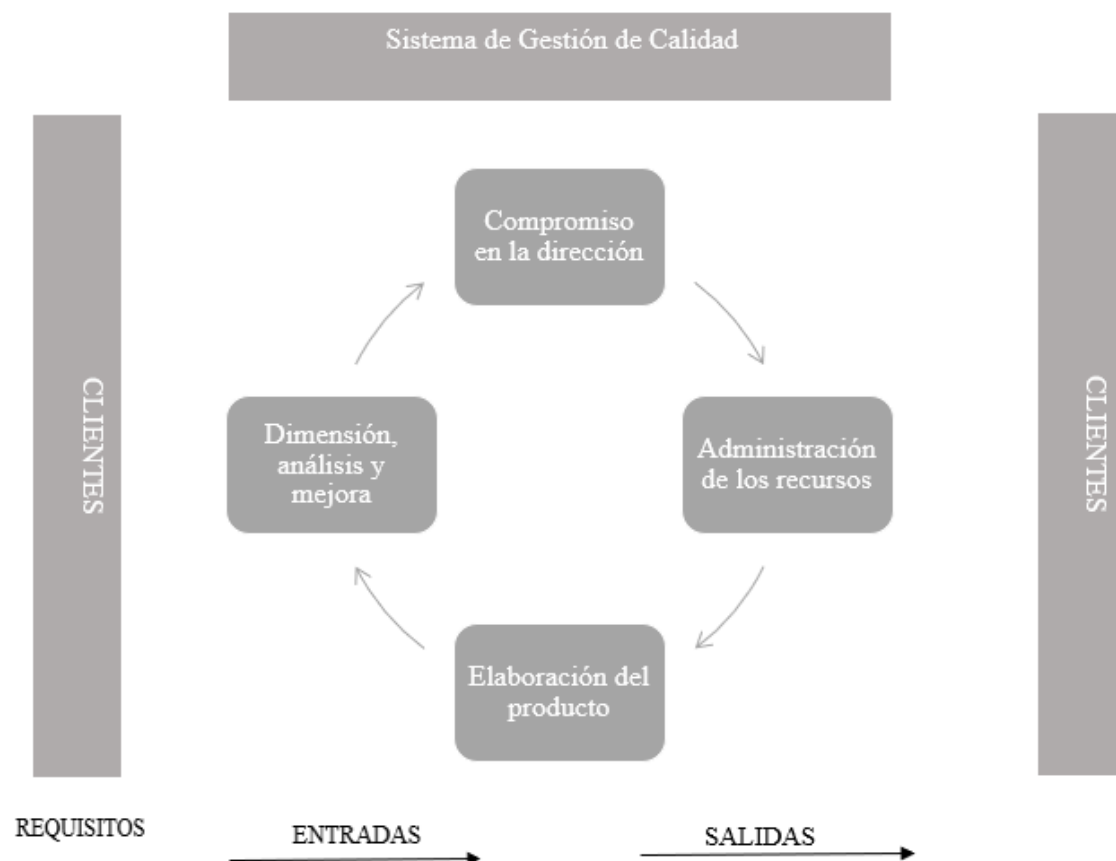 Sistema de Gestión de Calidad
Compromiso
en la dirección
CLIENTES
Dimensión,
análisis y
mejora
Administración
de los recursos
CLIENTES
Elaboración del
producto
REQUISITOS
ENTRADAS
SALIDAS